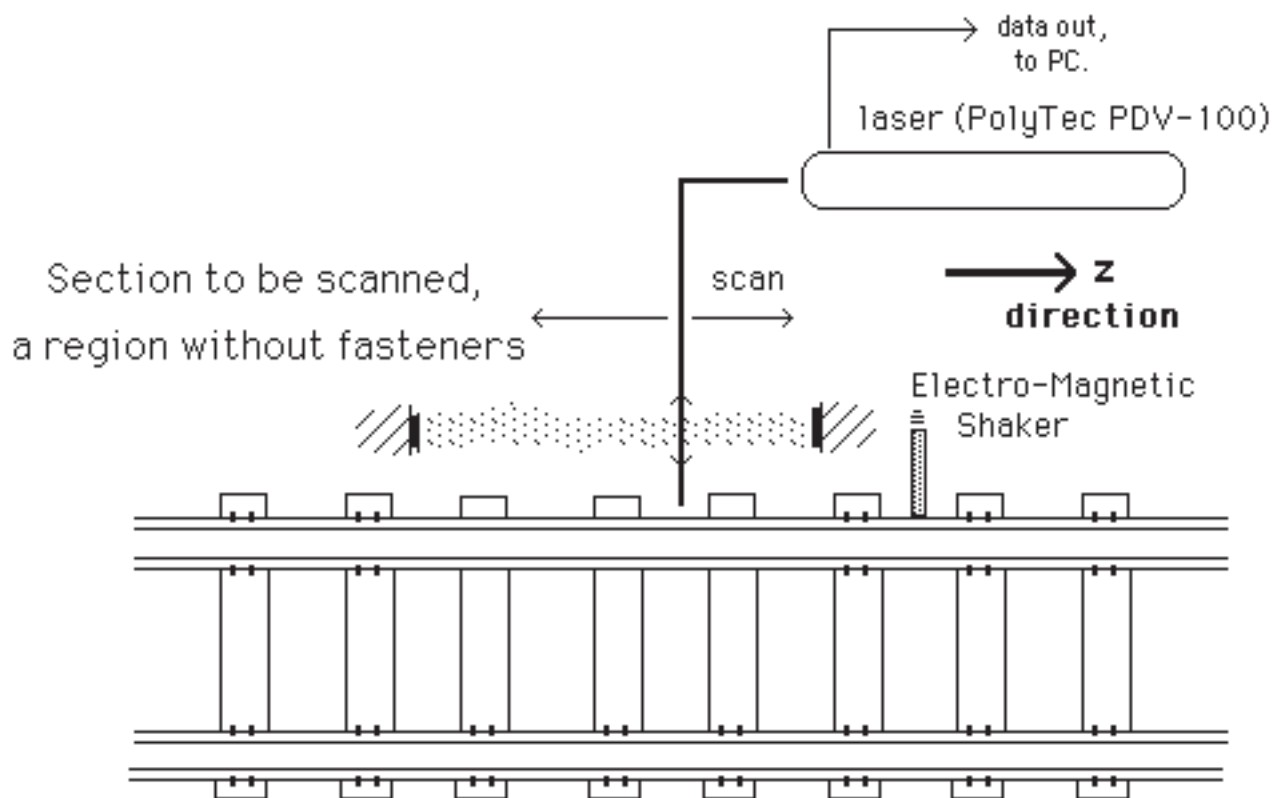 data out,
to PC.
laser (PolyTec PDV-100)
Section to be scanned,
a region without fasteners
scan
z
direction
Electro-Magnetic
Shaker